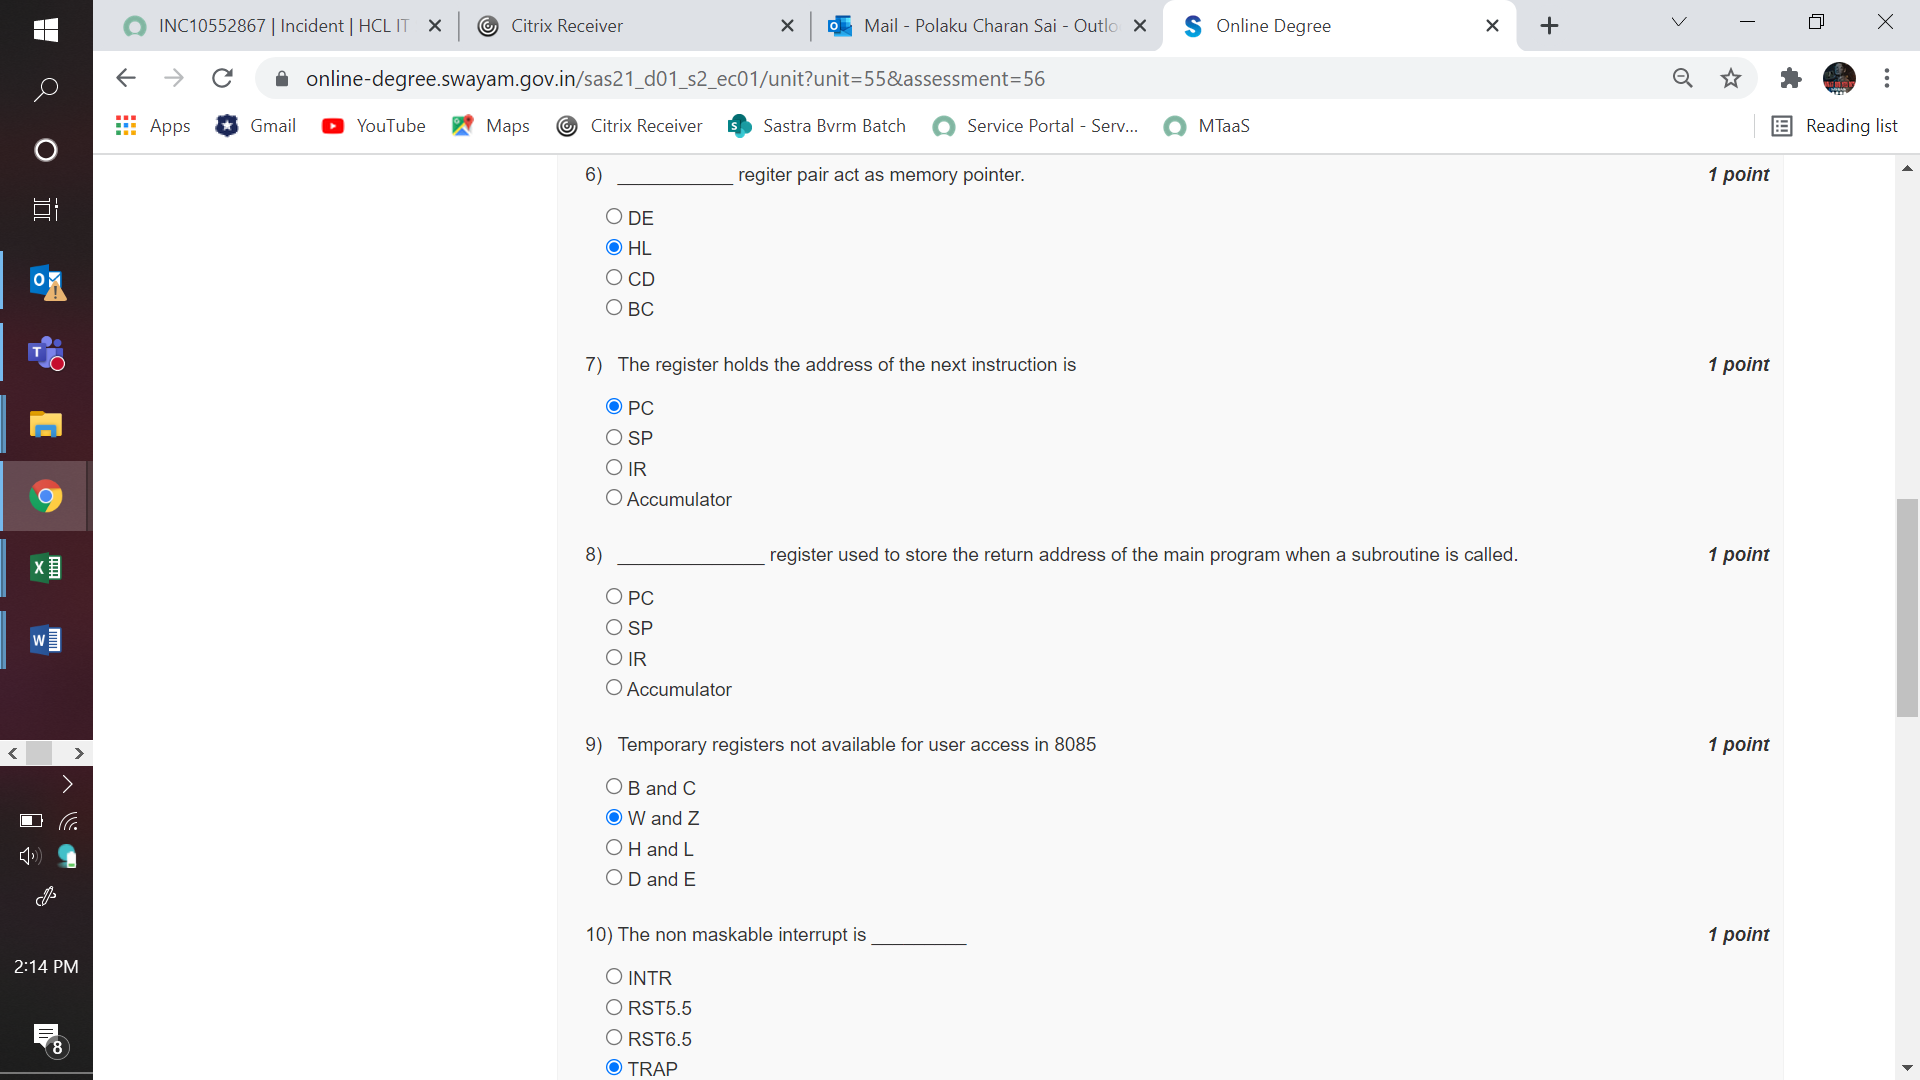 INC10552867 | Incident | HCL IT
Citrix Receiver
Mail - Polaku Charan Sai - Outlo
Online Degree
online-degree.swayam.gov.in/sas21_d01_s2_ec01/unit?unit=55&assessment=56
Apps
Gmail
YouTube
Maps
Citrix Receiver
Sastra Bvrm Batch
Service Portal - Serv...
MTaaS
Reading list
6) ___________ regiter pair act as memory pointer. 1 point
DE
HL
CD
BC
7) The register holds the address of the next instruction is 1 point
PC
SP
IR
Accumulator
8) ______________ register used to store the return address of the main program when a subroutine is called. 1 point
PC
SP
IR
Accumulator
9) Temporary registers not available for user access in 8085 1 point
B and C
W and Z
H and L
D and E
10) The non maskable interrupt is _________ 1 point
INTR
RST5.5
RST6.5
TRAP
2:14 PM
8